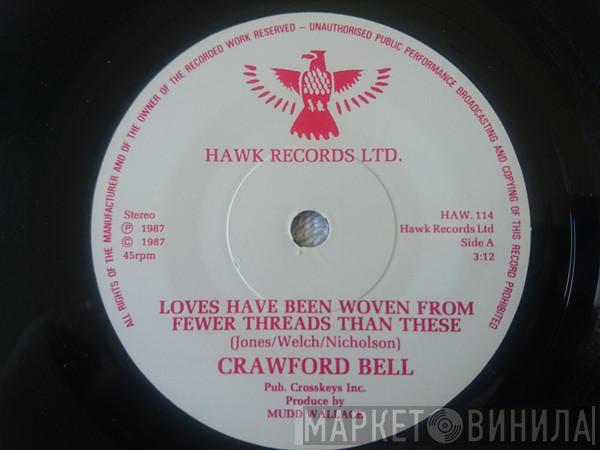 ALL RIGHTS OF THE MANUFACTURER AND OF THE OWNER OF THE RECORDED WORK RESERVED – UNAUTHORISED PUBLIC PERFORMANCE BROADCASTING AND COPYING OF THIS RECORD PROHIBITED
HAWK RECORDS LTD.
Stereo
Ⓟ 1987
© 1987
45rpm
HAW. 114
Hawk Records Ltd
Side A
3:12
LOVES HAVE BEEN WOVEN FROM
FEWER THREADS THAN THESE
(Jones/Welch/Nicholson)
CRAWFORD BELL
Pub. Crosskeys Inc.
Produce by
MUDD WALLACE
МАРКЕТ ВИНИЛА